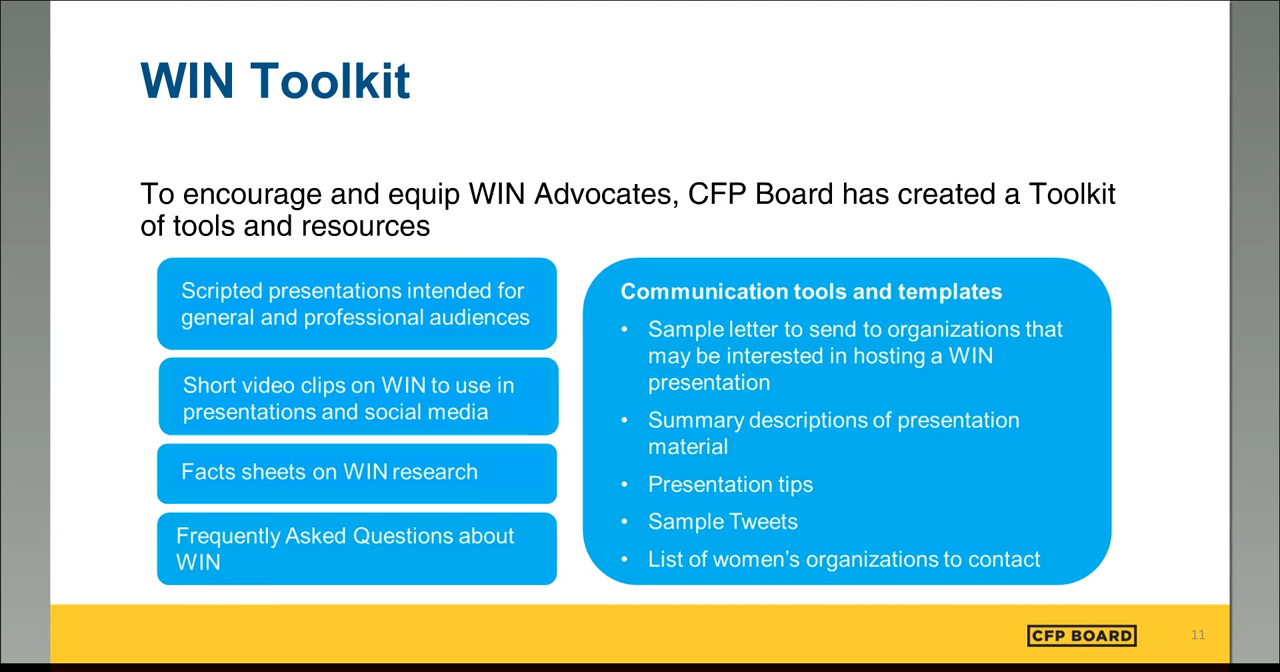 WIN Toolkit
To encourage and equip WIN Advocates, CFP Board has created a Toolkit
of tools and resources
Scripted presentations intended for
general and professional audiences
Short video clips on WIN to use in
presentations and social media
Facts sheets on WIN research
Frequently Asked Questions about
WIN
Communication tools and templates
• Sample letter to send to organizations that
may be interested in hosting a WIN
presentation
• Summary descriptions of presentation
material
• Presentation tips
• Sample Tweets
• List of women's organizations to contact
CFP BOARD
11